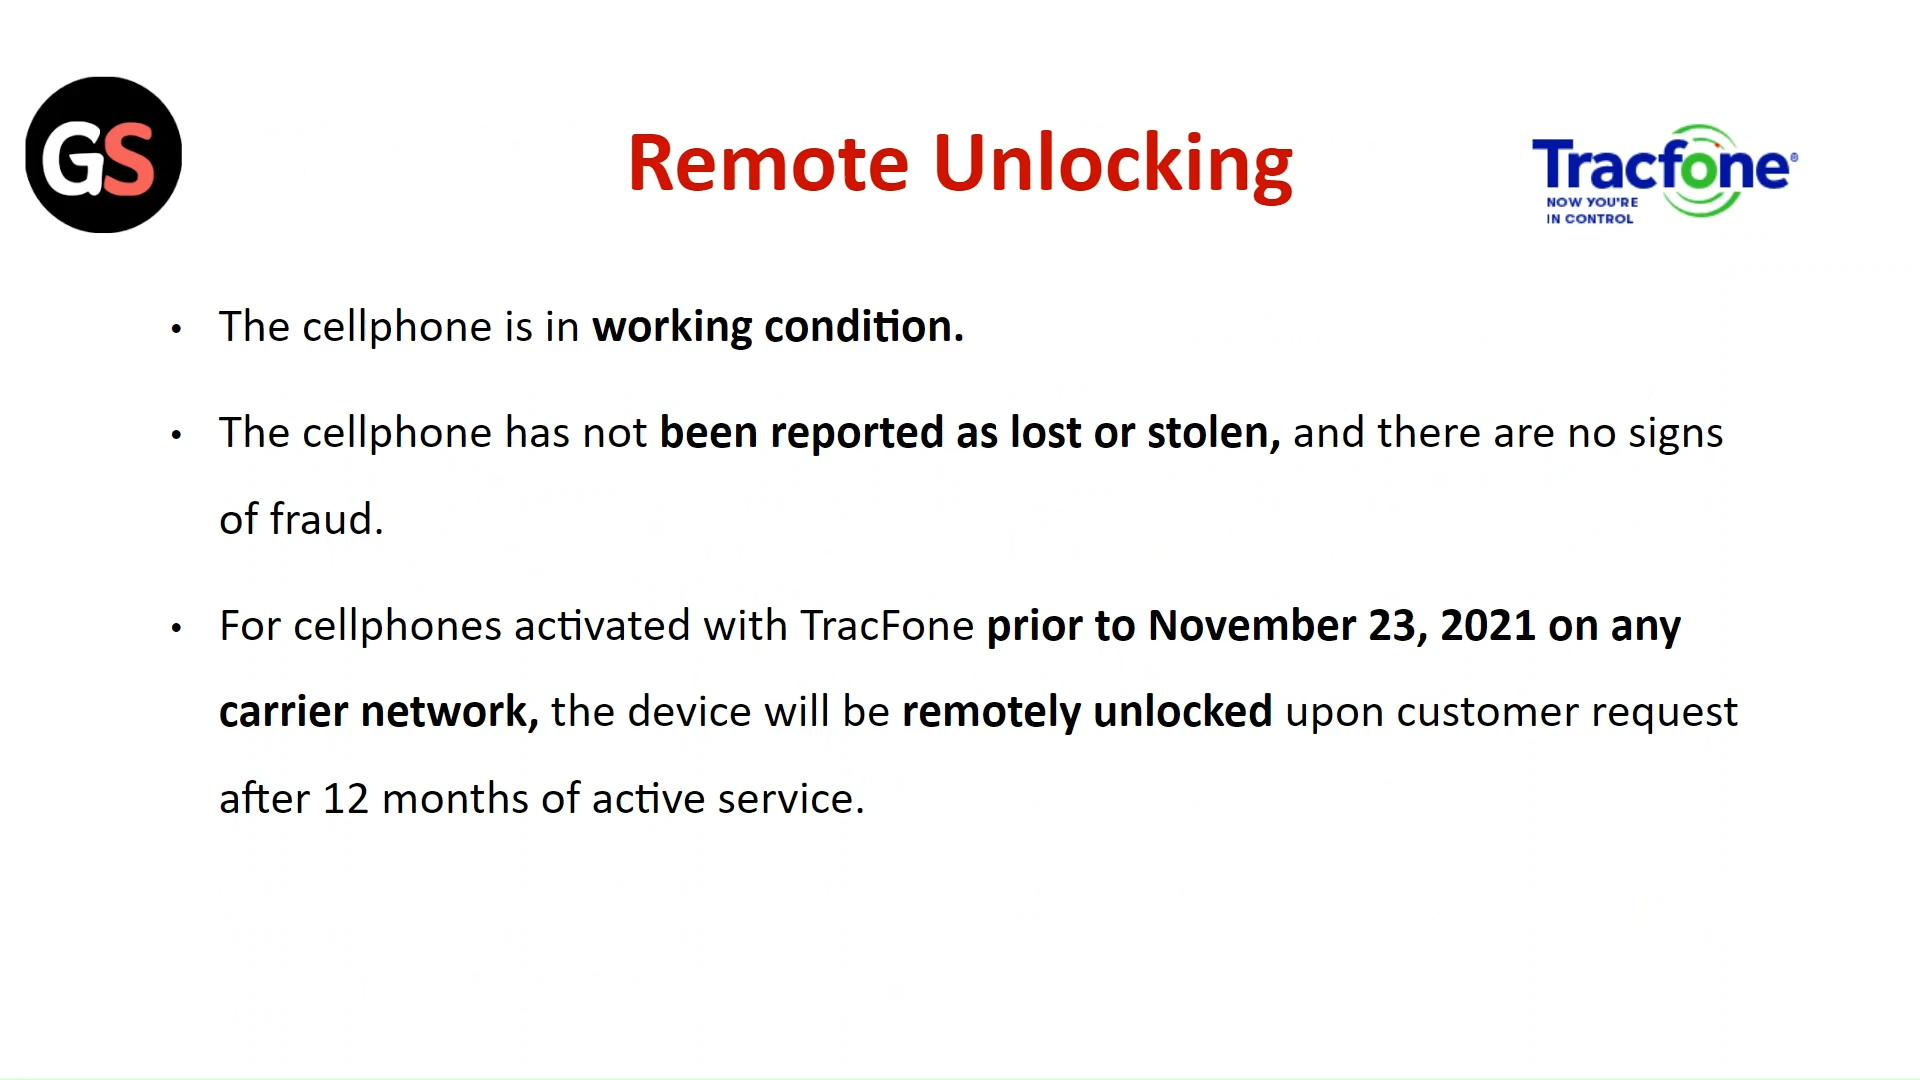 GS
Remote Unlocking
Tracfone®
NOW YOU'RE
IN CONTROL
• The cellphone is in working condition.
• The cellphone has not been reported as lost or stolen, and there are no signs
of fraud.
• For cellphones activated with TracFone prior to November 23, 2021 on any
carrier network, the device will be remotely unlocked upon customer request
after 12 months of active service.